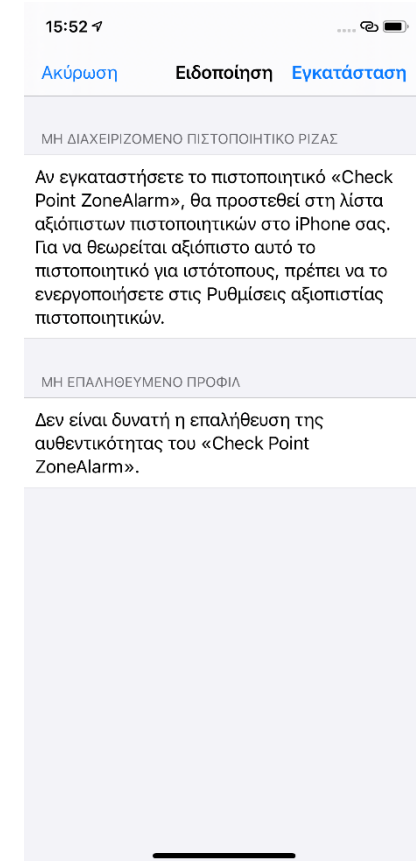 15:52
Ακύρωση Ειδοποίηση Εγκατάσταση
ΜΗ ΔΙΑΧΕΙΡΙΖΟΜΕΝΟ ΠΙΣΤΟΠΟΙΗΤΙΚΟ ΡΙΖΑΣ
Αν εγκαταστήσετε το πιστοποιητικό «Check
Point ZoneAlarm», θα προστεθεί στη λίστα
αξιόπιστων πιστοποιητικών στο iPhone σας.
Για να θεωρείται αξιόπιστο αυτό το
πιστοποιητικό για ιστότοπους, πρέπει να το
ενεργοποιήσετε στις Ρυθμίσεις αξιοπιστίας
πιστοποιητικών.
ΜΗ ΕΠΑΛΗΘΕΥΜΕΝΟ ΠΡΟΦΙΛ
Δεν είναι δυνατή η επαλήθευση της
αυθεντικότητας του «Check Point
ZoneAlarm».